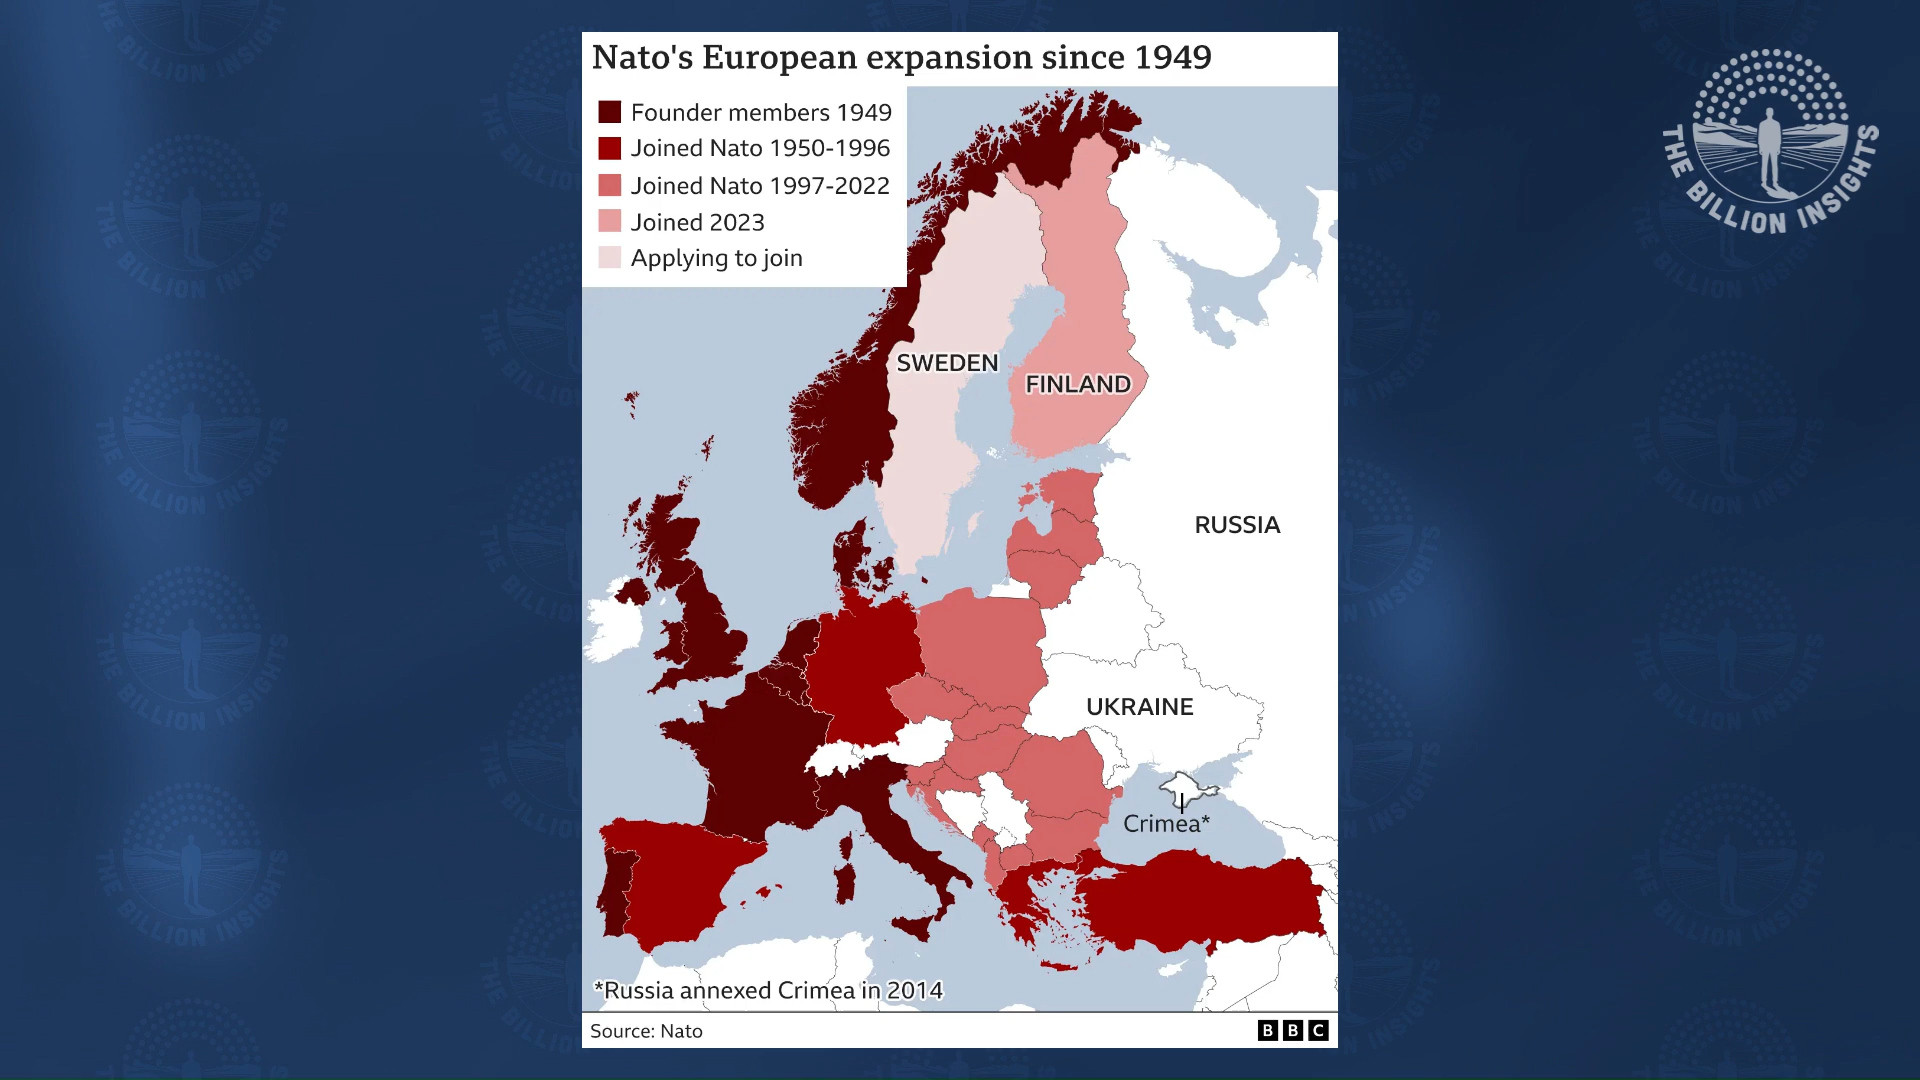 Nato's European expansion since 1949
Founder members 1949
Joined Nato 1950-1996
Joined Nato 1997-2022
Joined 2023
Applying to join
SWEDEN
FINLAND
RUSSIA
UKRAINE
Crimea*
*Russia annexed Crimea in 2014
Source: Nato
BBC
THE BILLION INSIGHTS